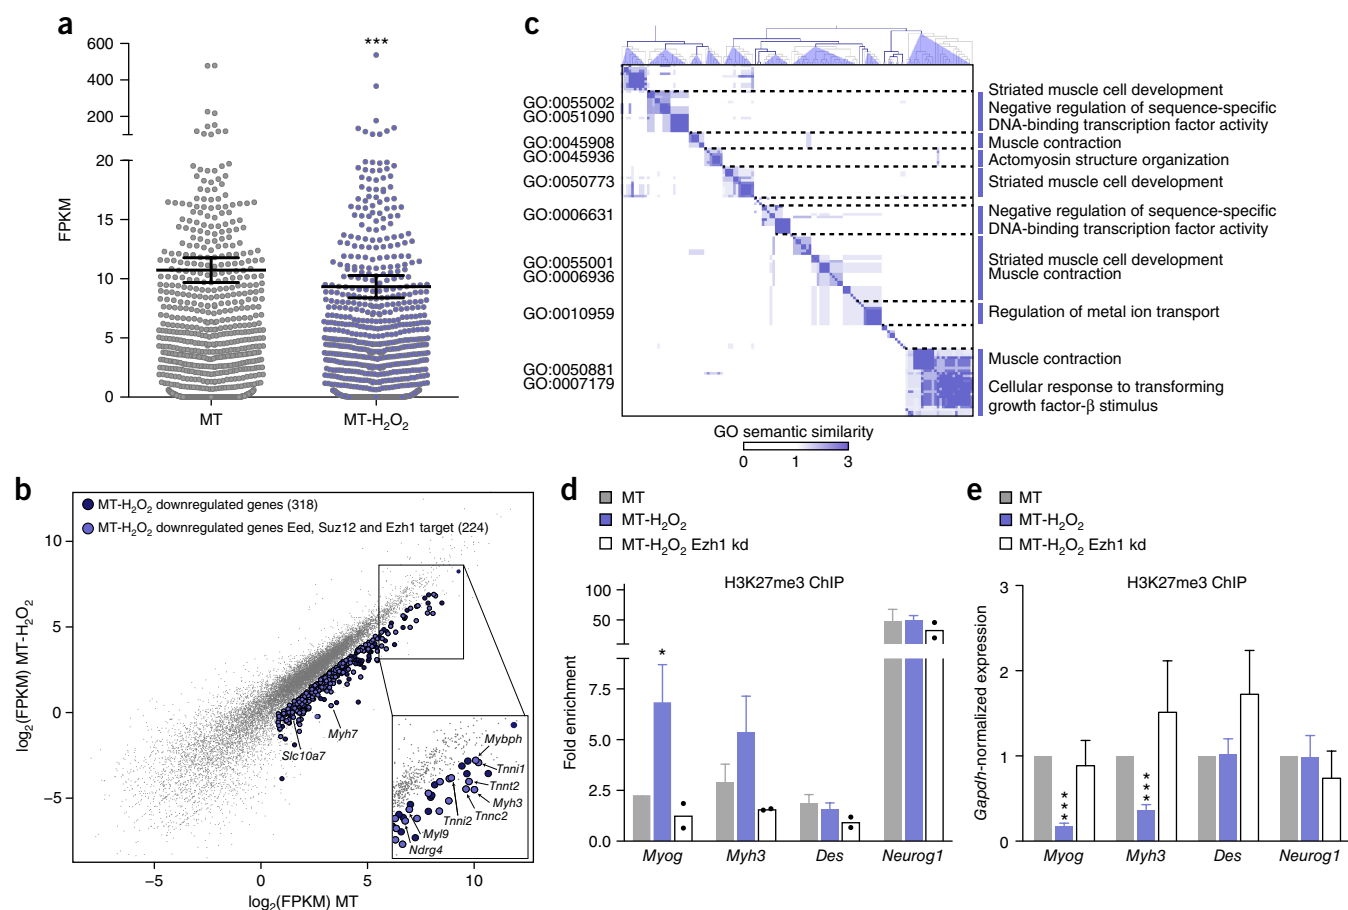 a
***
600
400
200
20
15
10
5
0
FPKM
MT
MT-H₂O₂
c
GO:0055002
GO:0051090
GO:0045908
GO:0045936
GO:0050773
GO:0006631
GO:0055001
GO:0006936
GO:0010959
GO:0050881
GO:0007179
Striated muscle cell development
Negative regulation of sequence-specific
DNA-binding transcription factor activity
Muscle contraction
Actomyosin structure organization
Striated muscle cell development
Negative regulation of sequence-specific
DNA-binding transcription factor activity
Striated muscle cell development
Muscle contraction
Regulation of metal ion transport
Muscle contraction
Cellular response to transforming
growth factor-β stimulus
GO semantic similarity
0 1 3
b
MT-H₂O₂ downregulated genes (318)
MT-H₂O₂ downregulated genes Eed, Suz12 and Ezh1 target (224)
10
5
0
−5
log₂(FPKM) MT-H₂O₂
Myh7
Slc10a7
Mybph
Tnni1
Tnnt2
Myh3
Tnnc2
Tnni2
Myl9
Ndrg4
−5 0 5 10
log₂(FPKM) MT
d
MT
MT-H₂O₂
MT-H₂O₂ Ezh1 kd
H3K27me3 ChIP
100
50
7.5
5.0
2.5
0.0
Fold enrichment
*
Myog Myh3 Des Neurog1
e
MT
MT-H₂O₂
MT-H₂O₂ Ezh1 kd
H3K27me3 ChIP
3
2
1
0
Gapdh-normalized expression
***
***
Myog Myh3 Des Neurog1